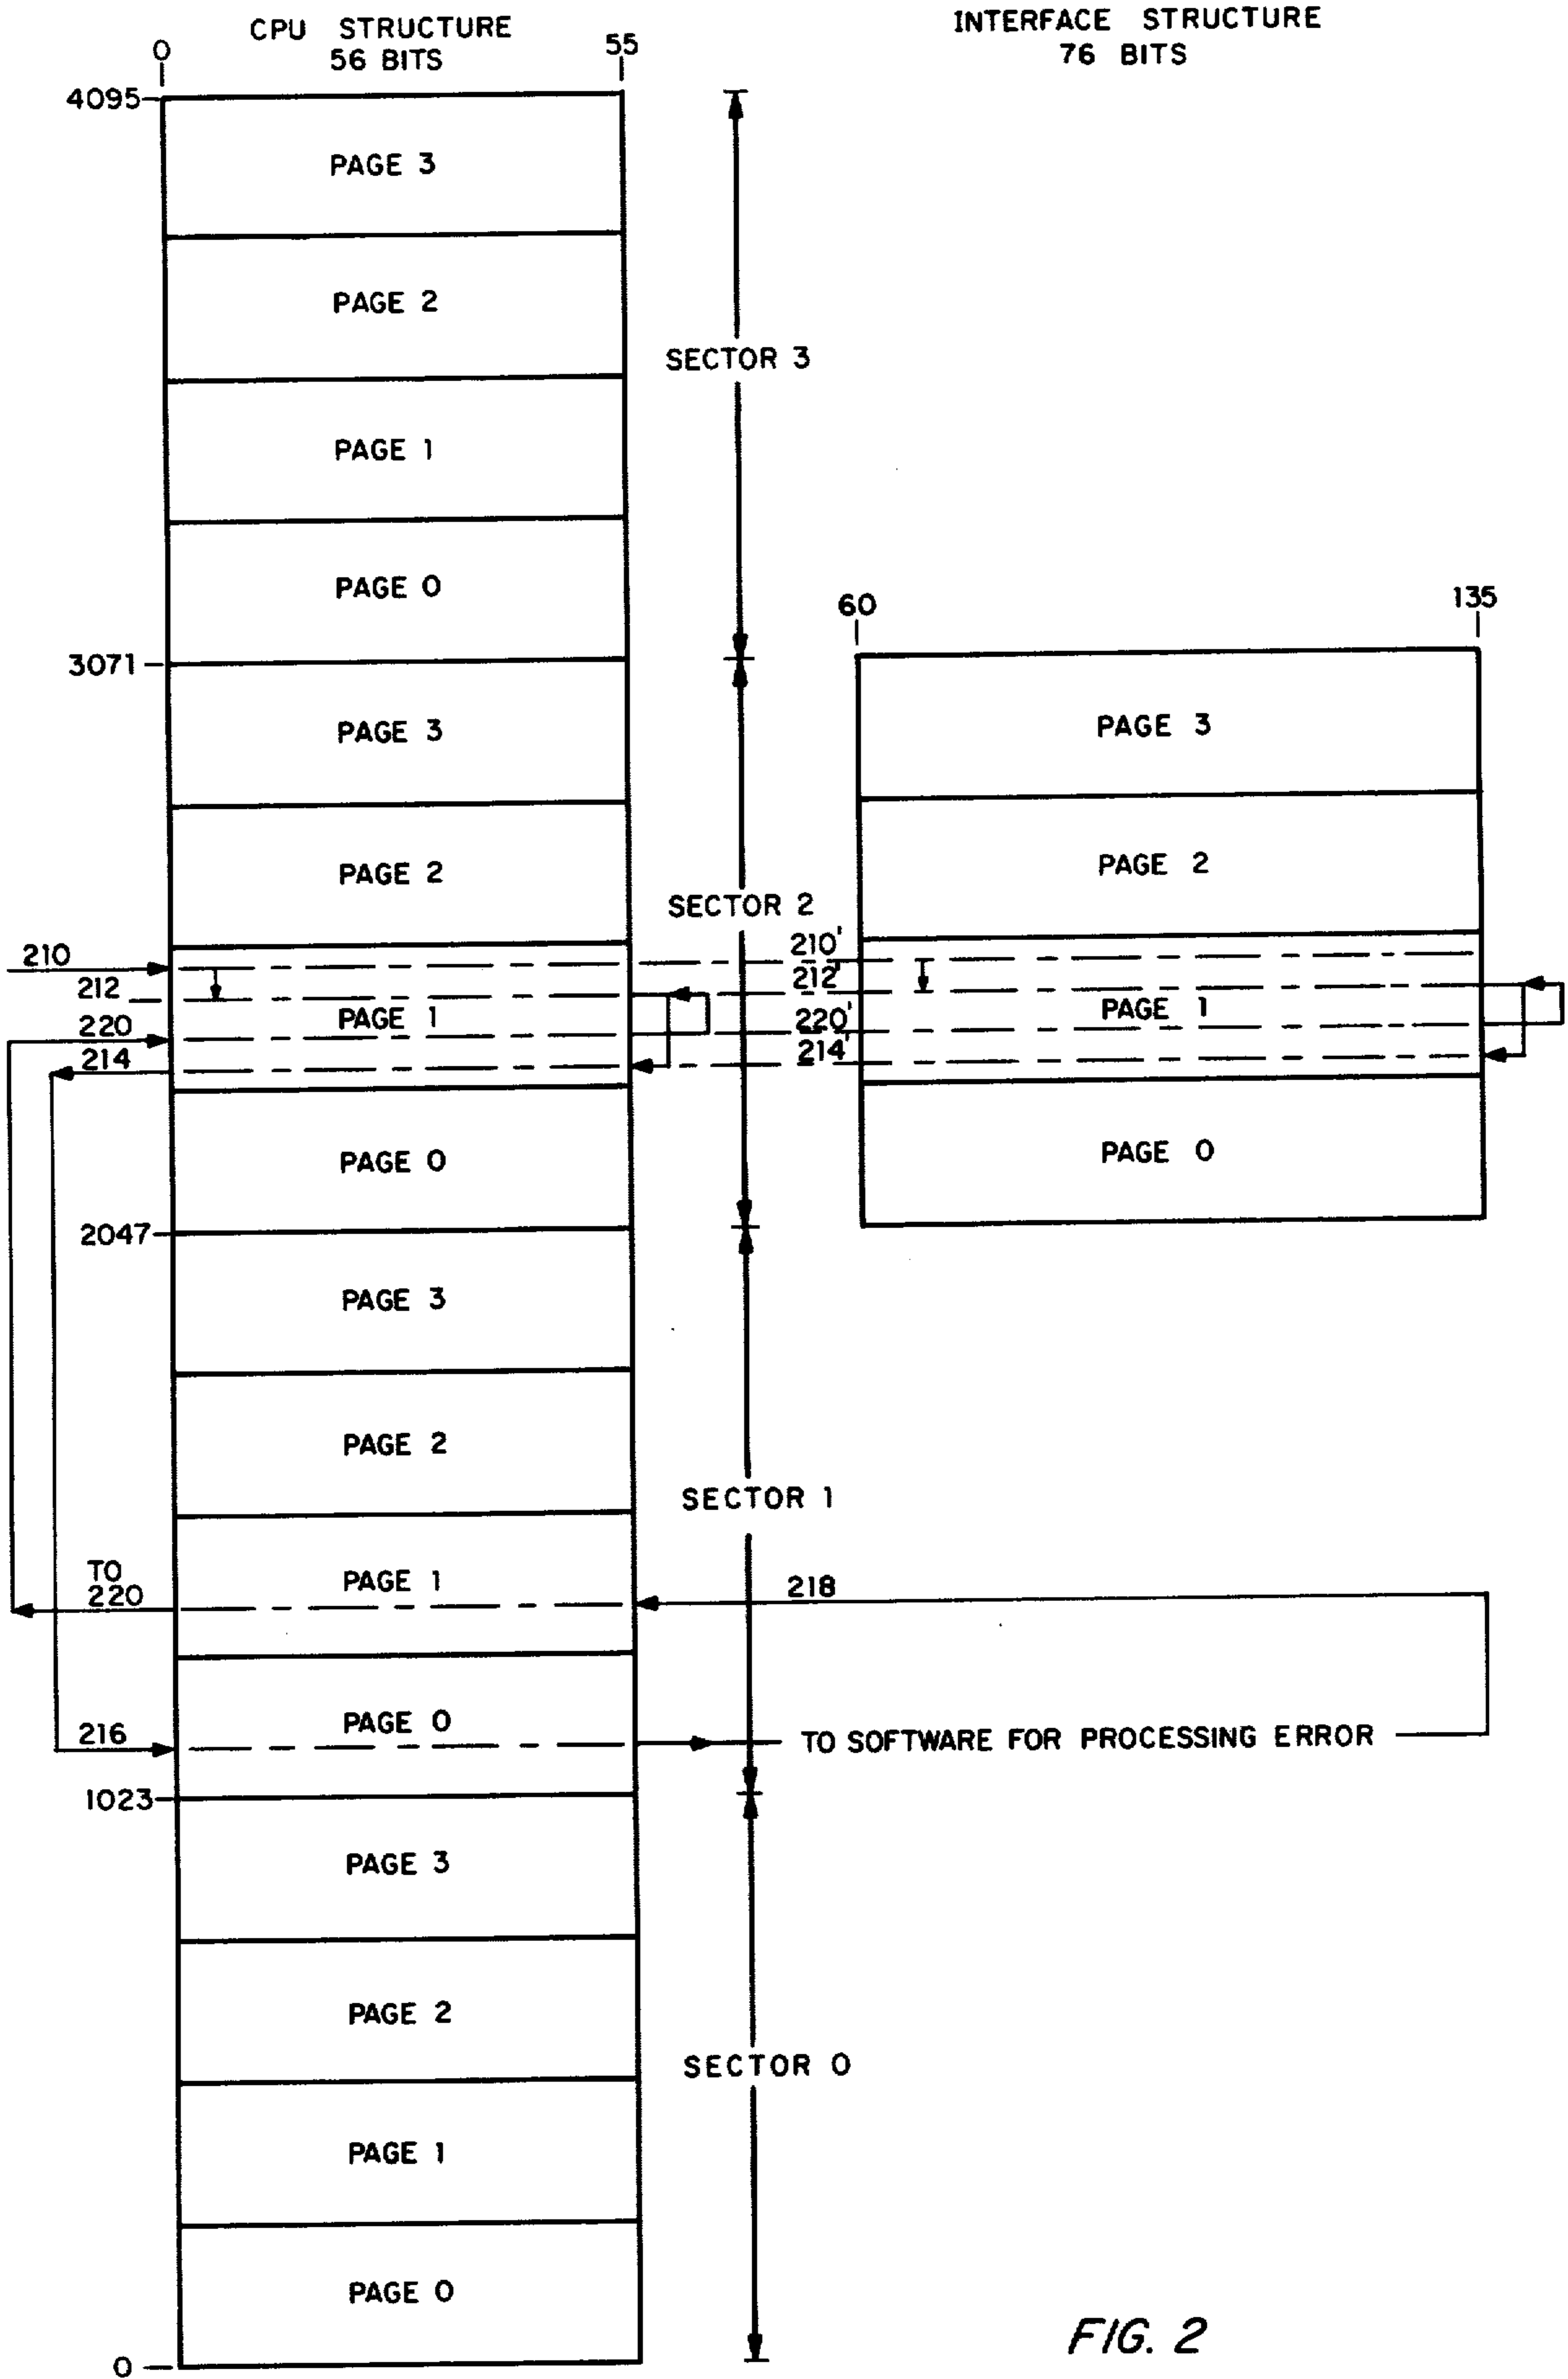 CPU STRUCTURE
56 BITS
INTERFACE STRUCTURE
76 BITS
0
55
4095
PAGE 3
PAGE 2
SECTOR 3
PAGE 1
PAGE 0
60
135
3071
PAGE 3
PAGE 3
PAGE 2
PAGE 2
SECTOR 2
210
210'
212
212'
PAGE 1
PAGE 1
220
220'
214
214'
PAGE 0
PAGE 0
2047
PAGE 3
PAGE 2
SECTOR 1
TO
220
PAGE 1
218
216
PAGE 0
TO SOFTWARE FOR PROCESSING ERROR
1023
PAGE 3
PAGE 2
SECTOR 0
PAGE 1
PAGE 0
0
FIG. 2